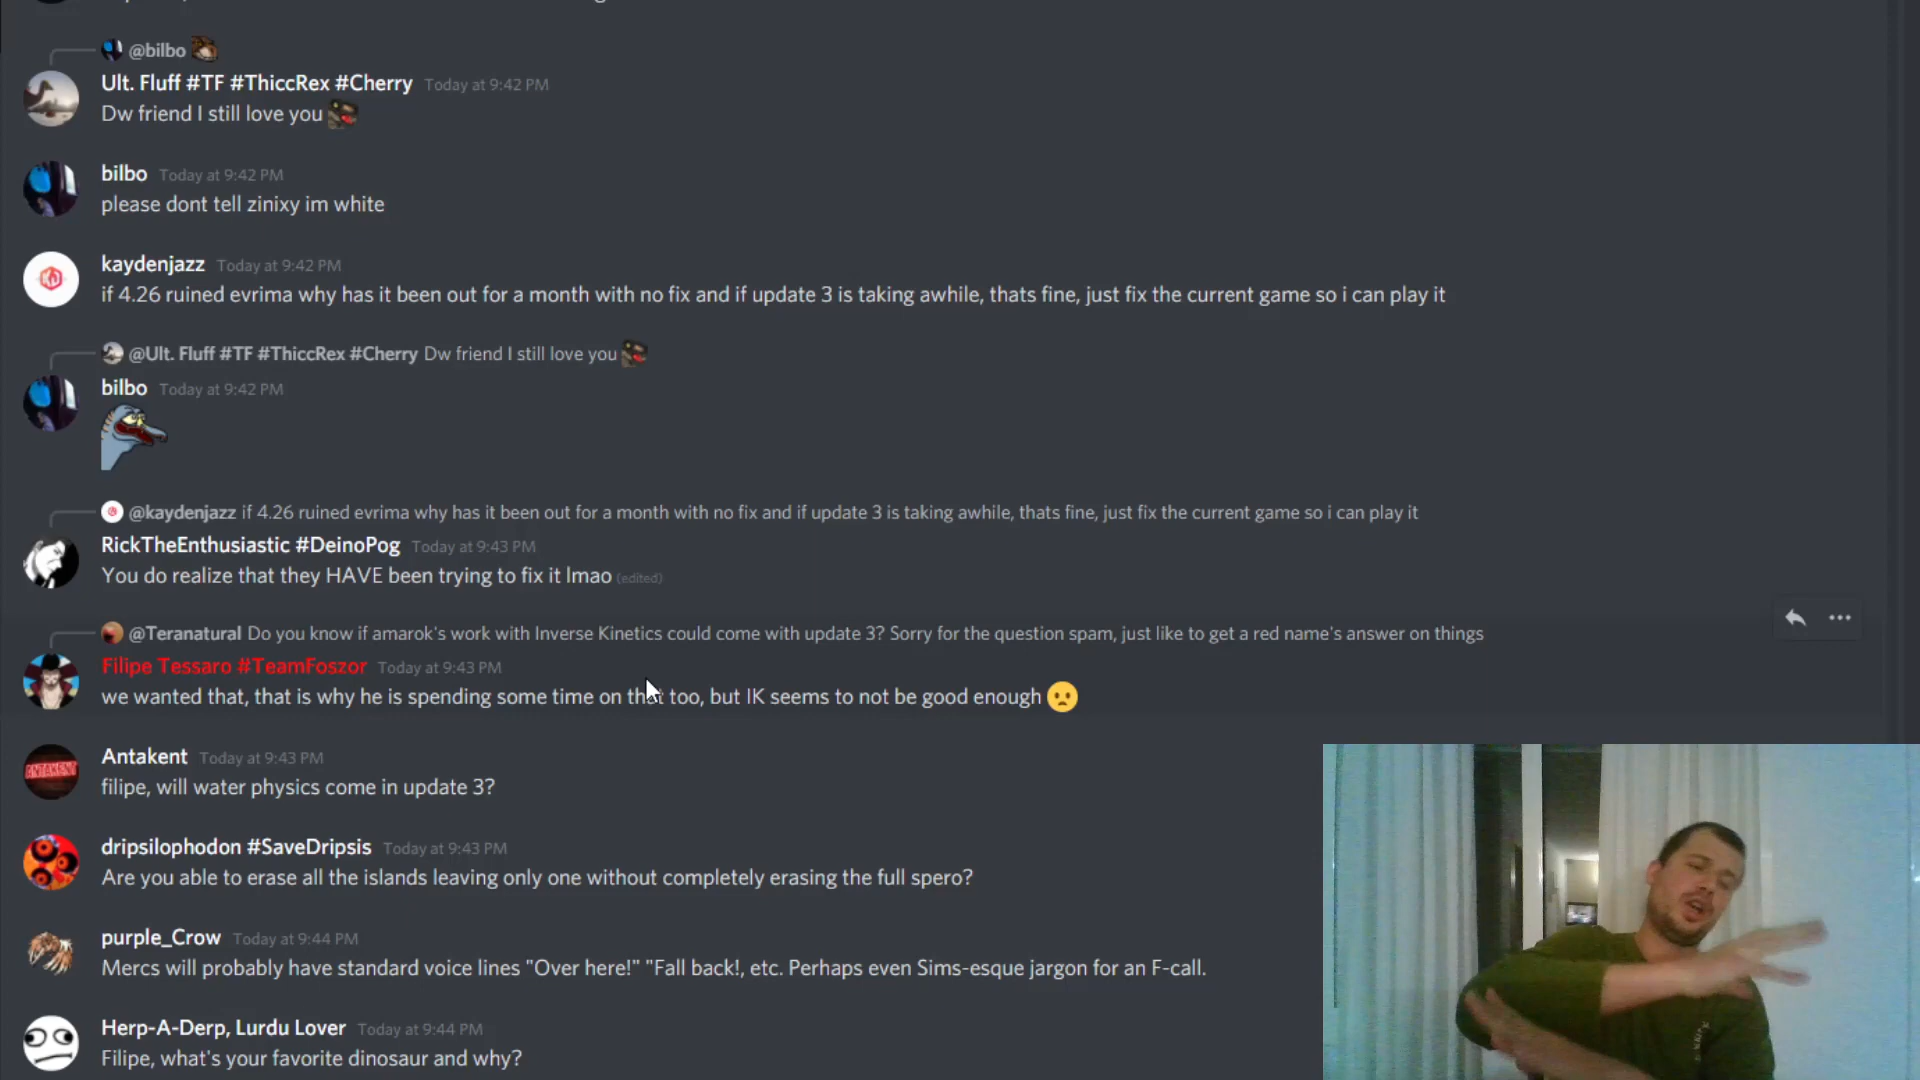 @bilbo
Ult. Fluff #TF #ThiccRex #Cherry Today at 9:42 PM
Dw friend I still love you
bilbo Today at 9:42 PM
please dont tell zinixy im white
kaydenjazz Today at 9:42 PM
if 4.26 ruined evrima why has it been out for a month with no fix and if update 3 is taking awhile, thats fine, just fix the current game so i can play it
@Ult. Fluff #TF #ThiccRex #Cherry Dw friend I still love you
bilbo Today at 9:42 PM
@kaydenjazz if 4.26 ruined evrima why has it been out for a month with no fix and if update 3 is taking awhile, thats fine, just fix the current game so i can play it
RickTheEnthusiastic #DeinoPog Today at 9:43 PM
You do realize that they HAVE been trying to fix it lmao (edited)
@Teranatural Do you know if amarok's work with Inverse Kinetics could come with update 3? Sorry for the question spam, just like to get a red name's answer on things
Filipe Tessaro #TeamFoszor Today at 9:43 PM
we wanted that, that is why he is spending some time on that too, but IK seems to not be good enough
ANTAKENT
Antakent Today at 9:43 PM
filipe, will water physics come in update 3?
dripsilophodon #SaveDripsis Today at 9:43 PM
Are you able to erase all the islands leaving only one without completely erasing the full spero?
purple_Crow Today at 9:44 PM
Mercs will probably have standard voice lines "Over here!" "Fall back!, etc. Perhaps even Sims-esque jargon for an F-call.
Herp-A-Derp, Lurdu Lover Today at 9:44 PM
Filipe, what's your favorite dinosaur and why?